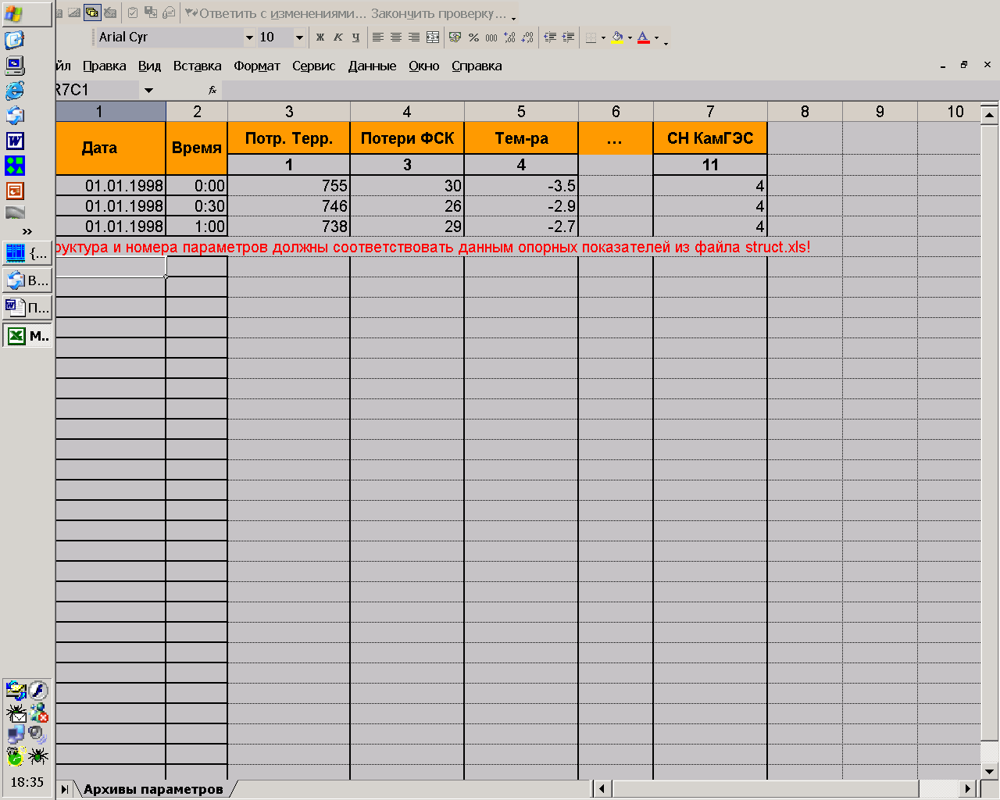 Ответить с изменениями... Закончить проверку...
Arial Cyr 10 Ж К Ч % 000
йл Правка Вид Вставка Формат Сервис Данные Окно Справка
R7C1 fx
1 2 3 4 5 6 7 8 9 10
Дата Время Потр. Терр. Потери ФСК Тем-ра ... СН КамГЭС
1 3 4 11
01.01.1998 0:00 755 30 -3.5 4
01.01.1998 0:30 746 26 -2.9 4
01.01.1998 1:00 738 29 -2.7 4
руктура и номера параметров должны соответствовать данным опорных показателей из файла struct.xls!
»
{...
В...
П...
М..
18:35
Архивы параметров